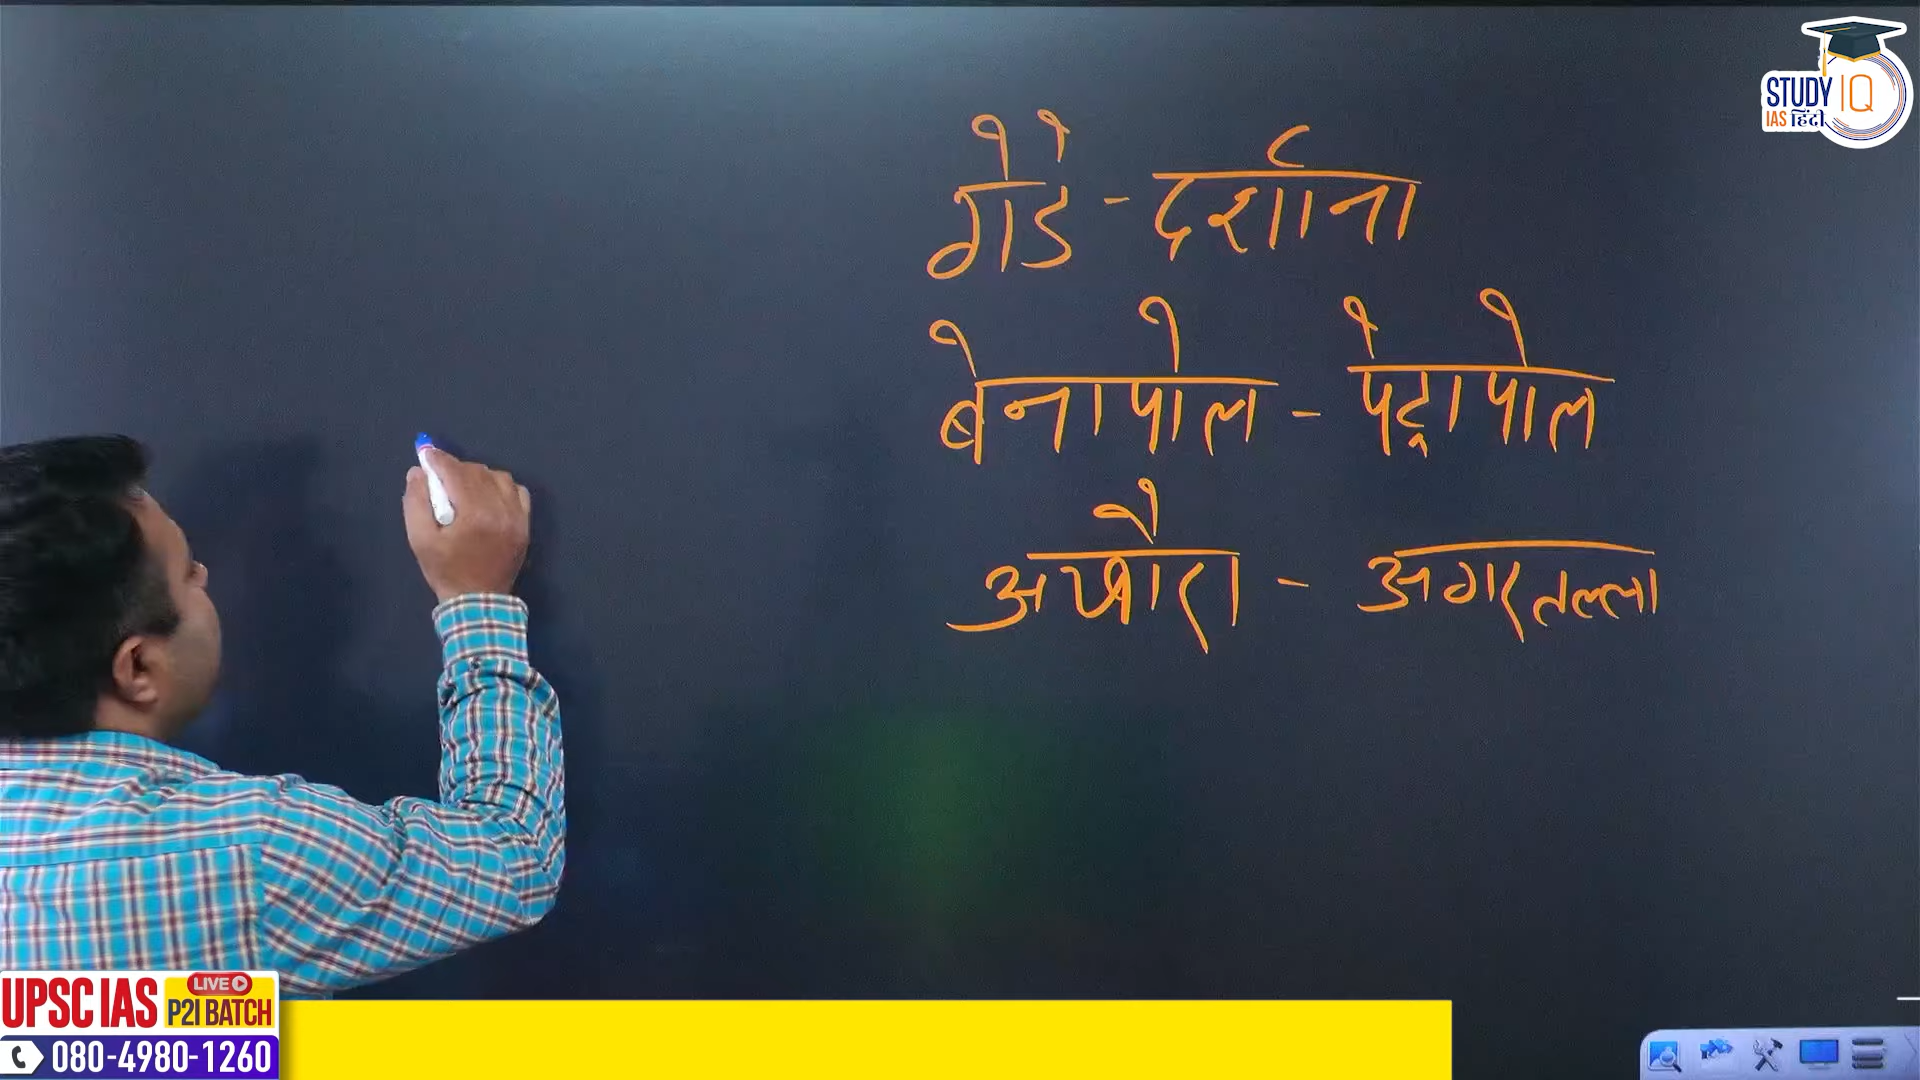 STUDY IQ
IAS हिंदी
गेडे - दर्शाना
बेनापोल - पेट्रापोल
अखौरा - अगरतल्ला
LIVE
UPSC IAS P2I BATCH
080-4980-1260